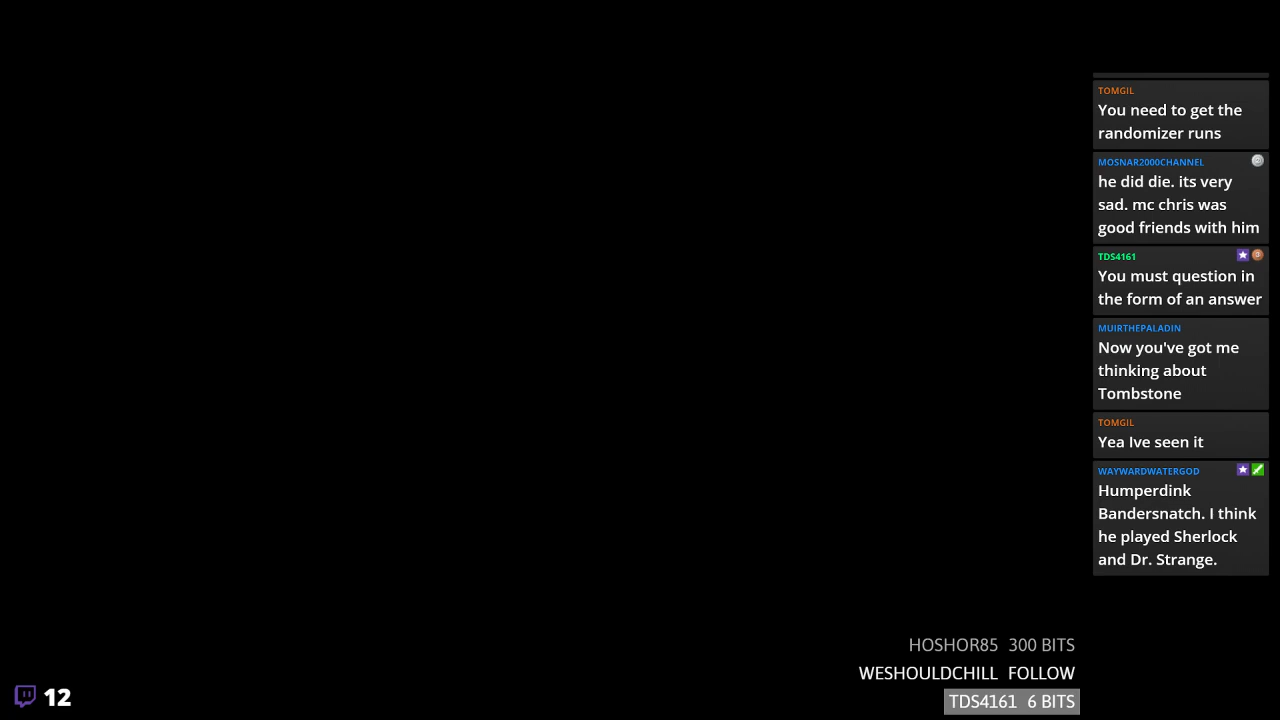 TOMGIL
You need to get the
randomizer runs
MOSNAR2000CHANNEL
he did die. its very
sad. mc chris was
good friends with him
TDS4161
You must question in
the form of an answer
MUIRTHEPALADIN
Now you've got me
thinking about
Tombstone
TOMGIL
Yea Ive seen it
WAYWARDWATERGOD
Humperdink
Bandersnatch. I think
he played Sherlock
and Dr. Strange.
HOSHOR85 300 BITS
WESHOULDCHILL FOLLOW
TDS4161 6 BITS
12